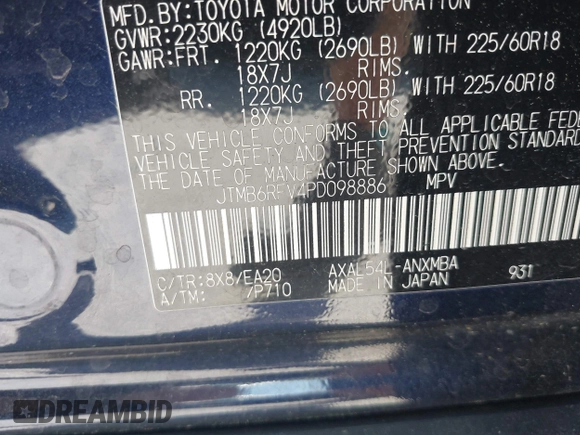 MFD.BY:TOYOTA MOTOR CORPORATION
GVWR:2230KG (4920LB)
GAWR:FRT. 1220KG (2690LB) WITH 225/60R18
18X7J RIMS.
RR. 1220KG (2690LB) WITH 225/60R18
18X7J RIMS.
THIS VEHICLE CONFORMS TO ALL APPLICABLE FEDE
VEHICLE SAFETY AND THEFT PREVENTION STANDAR
THE DATE OF MANUFACTURE SHOWN ABOVE.
JTMB6RFV4PD098886 MPV
C/TR:8X8/EA20 AXAL54L-ANXMBA 931
A/TM: /P710 MADE IN JAPAN
DREAMBID